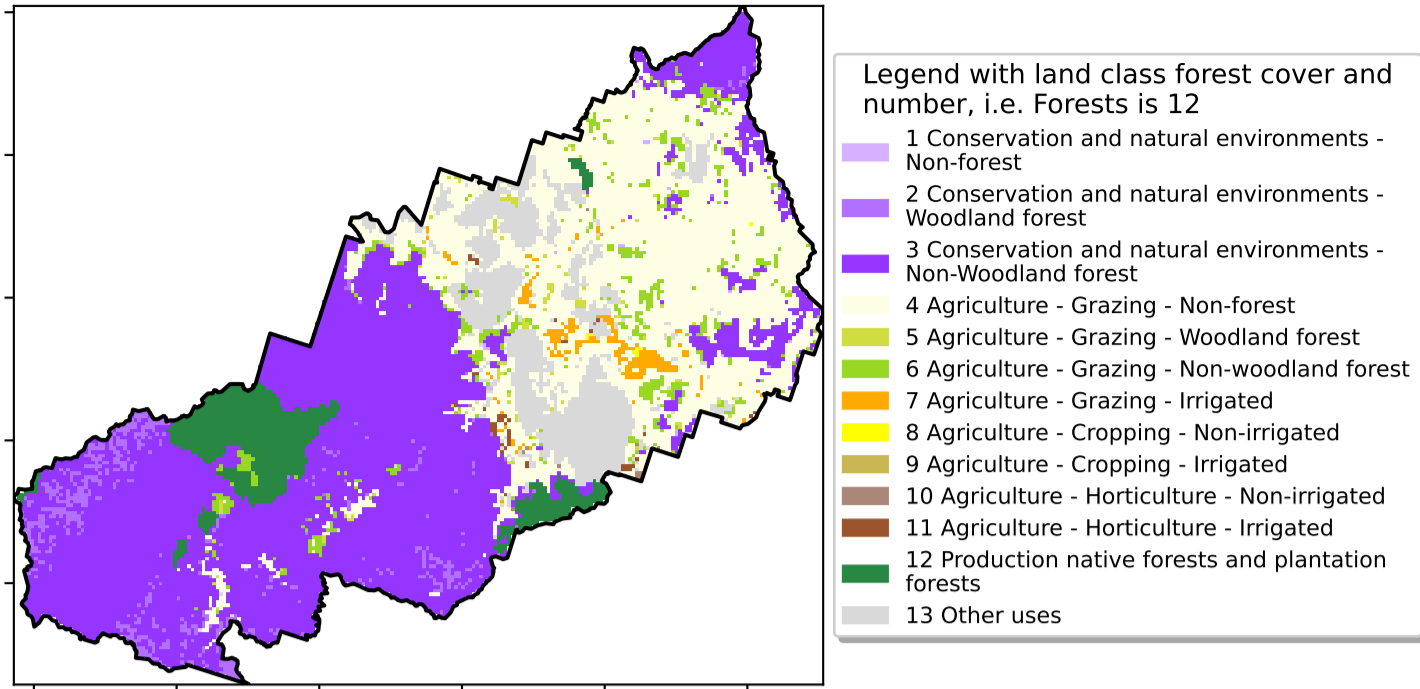 Legend with land class forest cover and
number, i.e. Forests is 12
1 Conservation and natural environments -
Non-forest
2 Conservation and natural environments -
Woodland forest
3 Conservation and natural environments -
Non-Woodland forest
4 Agriculture - Grazing - Non-forest
5 Agriculture - Grazing - Woodland forest
6 Agriculture - Grazing - Non-woodland forest
7 Agriculture - Grazing - Irrigated
8 Agriculture - Cropping - Non-irrigated
9 Agriculture - Cropping - Irrigated
10 Agriculture - Horticulture - Non-irrigated
11 Agriculture - Horticulture - Irrigated
12 Production native forests and plantation
forests
13 Other uses